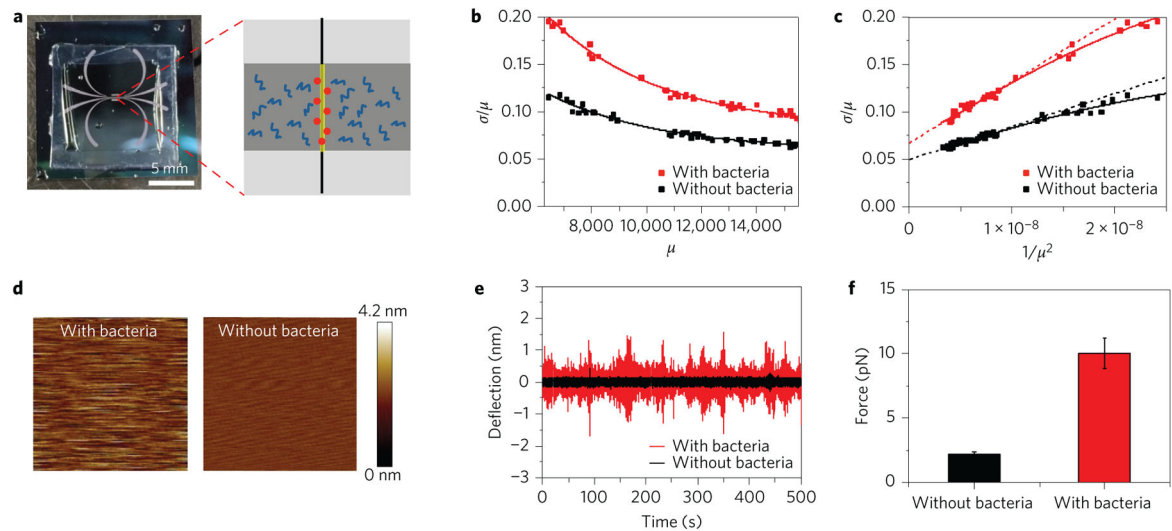 a
5 mm
b
σ/μ
0.20
0.15
0.10
0.05
0.00
8,000 10,000 12,000 14,000
μ
With bacteria
Without bacteria
c
σ/μ
0.20
0.15
0.10
0.05
0.00
0 1 × 10⁻⁸ 2 × 10⁻⁸
1/μ²
With bacteria
Without bacteria
d
With bacteria
Without bacteria
4.2 nm
0 nm
e
Deflection (nm)
3
2
1
0
−1
−2
−3
0 100 200 300 400 500
Time (s)
With bacteria
Without bacteria
f
Force (pN)
15
10
5
0
Without bacteria With bacteria